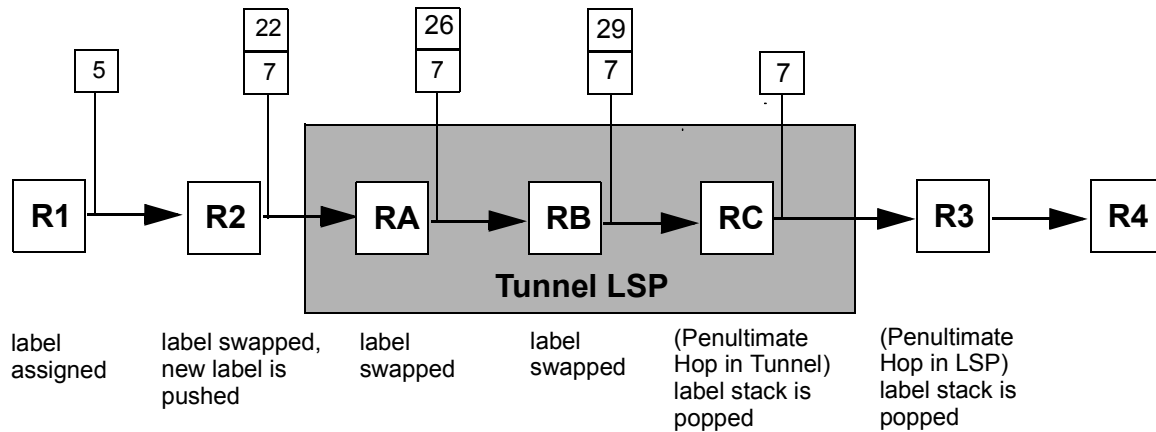 22
26
29
5
7
7
7
7
R1
R2
RA
RB
RC
R3
R4
Tunnel LSP
label
assigned
label swapped,
new label is
pushed
label
swapped
label
swapped
(Penultimate
Hop in Tunnel)
label stack is
popped
(Penultimate
Hop in LSP)
label stack is
popped